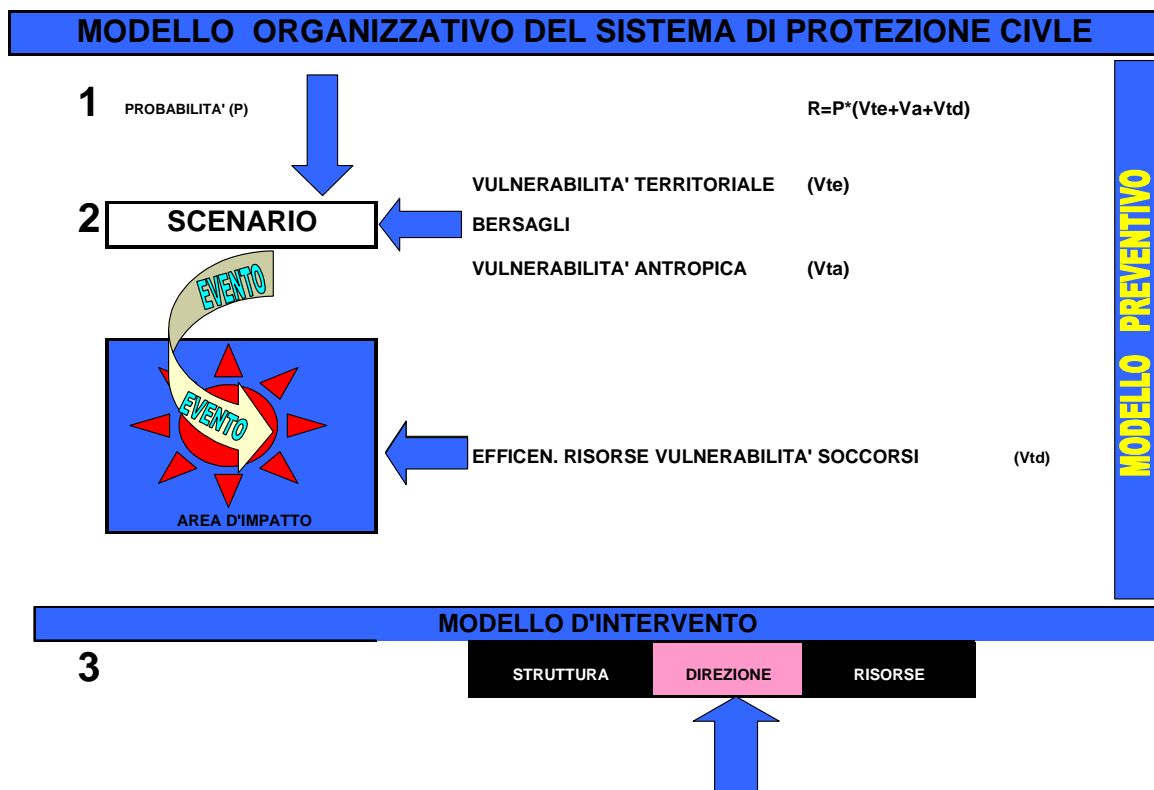 MODELLO ORGANIZZATIVO DEL SISTEMA DI PROTEZIONE CIVLE
1 PROBABILITA' (P) R=P*(Vte+Va+Vtd)
VULNERABILITA' TERRITORIALE (Vte)
2 SCENARIO BERSAGLI
VULNERABILITA' ANTROPICA (Vta)
EVENTO
EVENTO
EFFICEN. RISORSE VULNERABILITA' SOCCORSI (Vtd)
AREA D'IMPATTO
MODELLO PREVENTIVO
MODELLO D'INTERVENTO
3 STRUTTURA DIREZIONE RISORSE